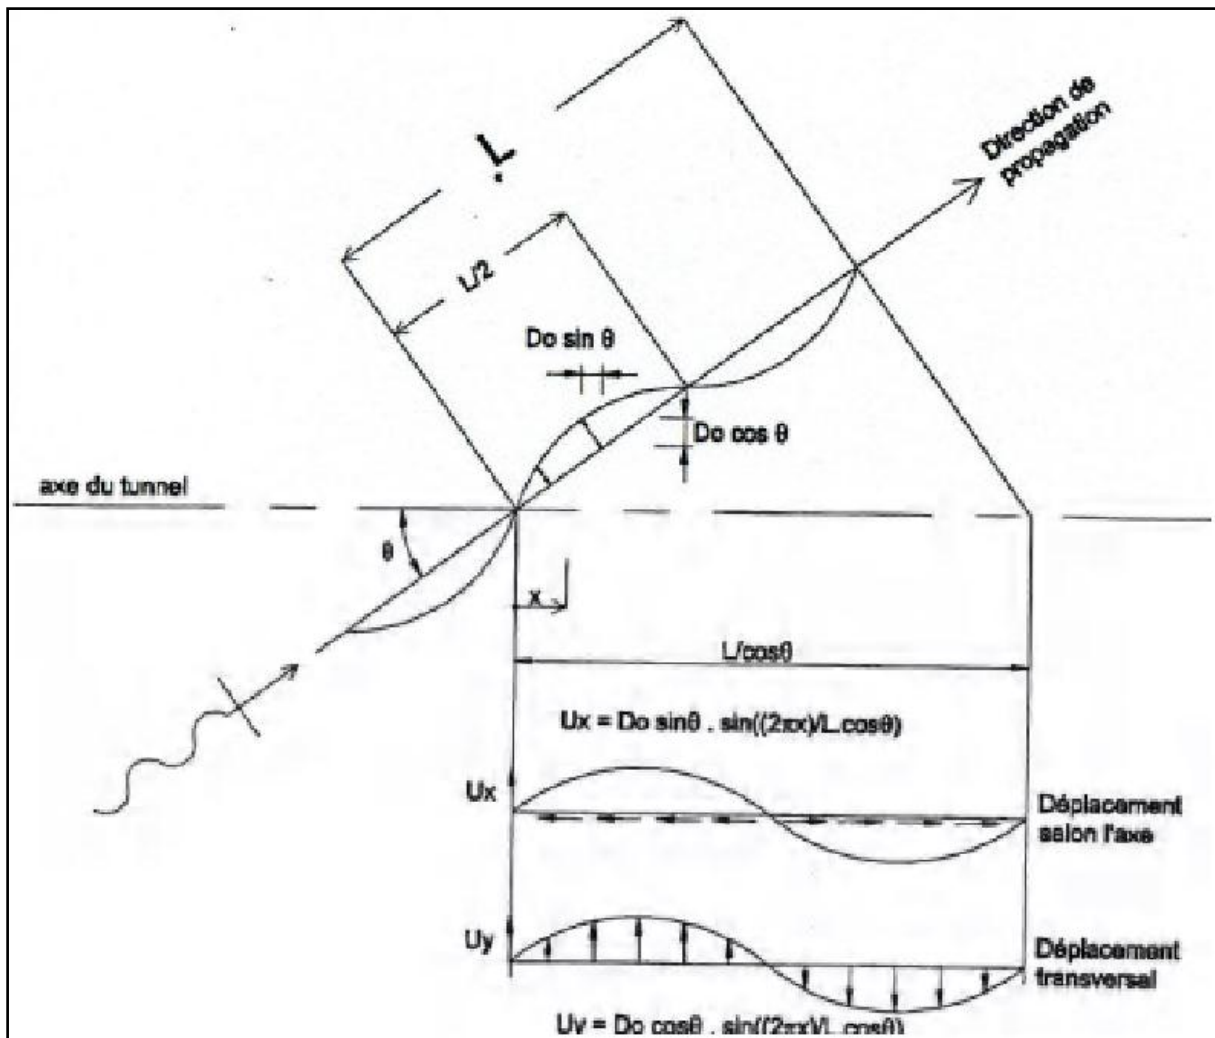 L
Direction de
propagation
L/2
Do sin θ
Do cos θ
axe du tunnel
θ
x
L/cosθ
Ux = Do sinθ . sin((2πx)/L.cosθ)
Ux
Déplacement
salon l'axe
Uy
Déplacement
transversal
Uy = Do cosθ . sin((2πx)/L.cosθ)